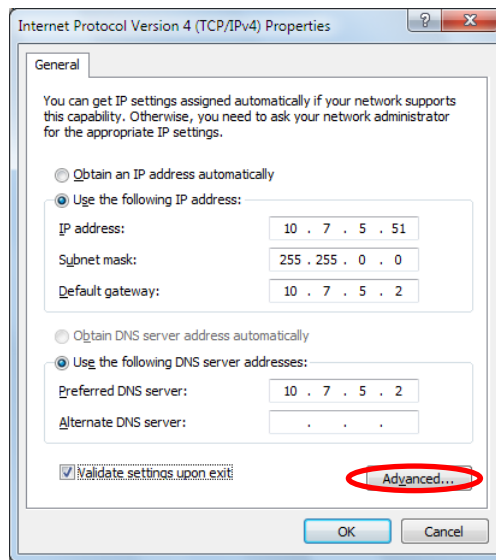 Internet Protocol Version 4 (TCP/IPv4) Properties
General
You can get IP settings assigned automatically if your network supports
this capability. Otherwise, you need to ask your network administrator
for the appropriate IP settings.
Obtain an IP address automatically
Use the following IP address:
IP address: 10 . 7 . 5 . 51
Subnet mask: 255 . 255 . 0 . 0
Default gateway: 10 . 7 . 5 . 2
Obtain DNS server address automatically
Use the following DNS server addresses:
Preferred DNS server: 10 . 7 . 5 . 2
Alternate DNS server: . . .
Validate settings upon exit
Advanced...
OK Cancel